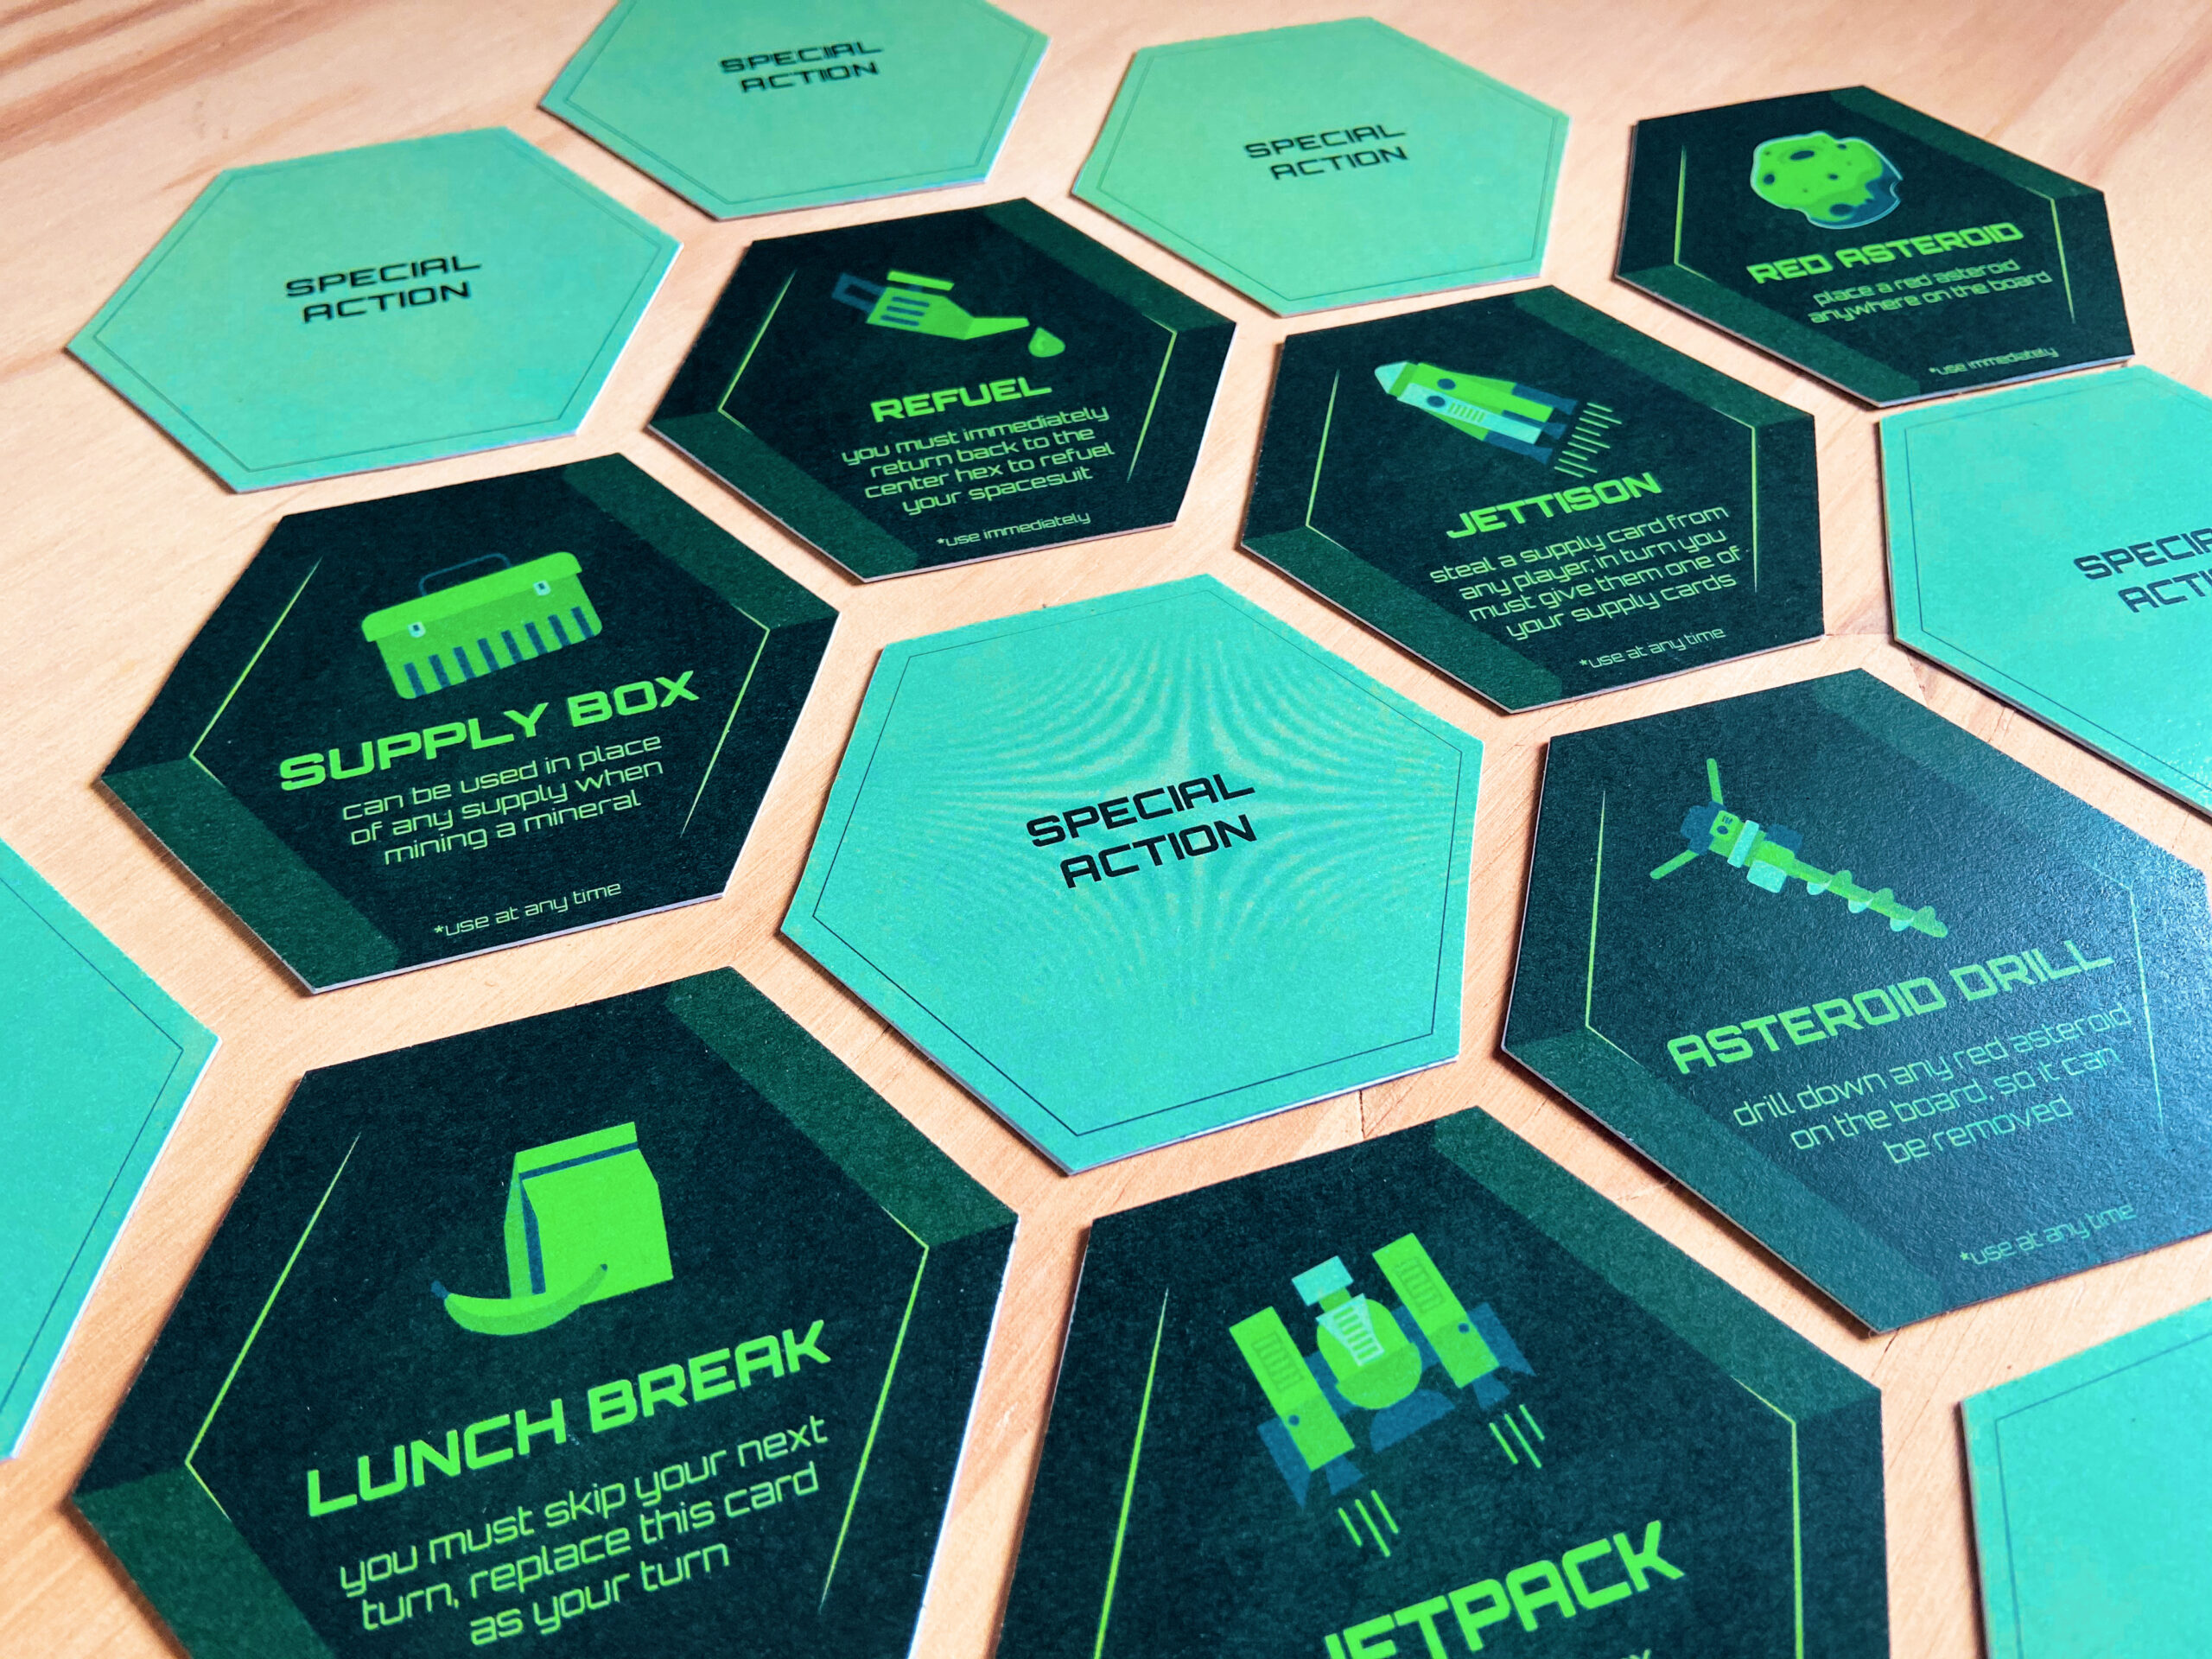 SPECIAL
ACTION
SPECIAL
ACTION
SPECIAL
ACTION
RED ASTEROID
place a red asteroid
anywhere on the board
*use immediately
REFUEL
you must immediately
return back to the
center hex to refuel
your spacesuit
*use immediately
JETTISON
steal a supply card from
any player, in turn you
must give them one of
your supply cards
*use at any time
SPECIAL
ACTION
SUPPLY BOX
can be used in place
of any supply when
mining a mineral
*use at any time
SPECIAL
ACTION
ASTEROID DRILL
drill down any red asteroid
on the board, so it can
be removed
*use at any time
LUNCH BREAK
you must skip your next
turn, replace this card
as your turn
JETPACK